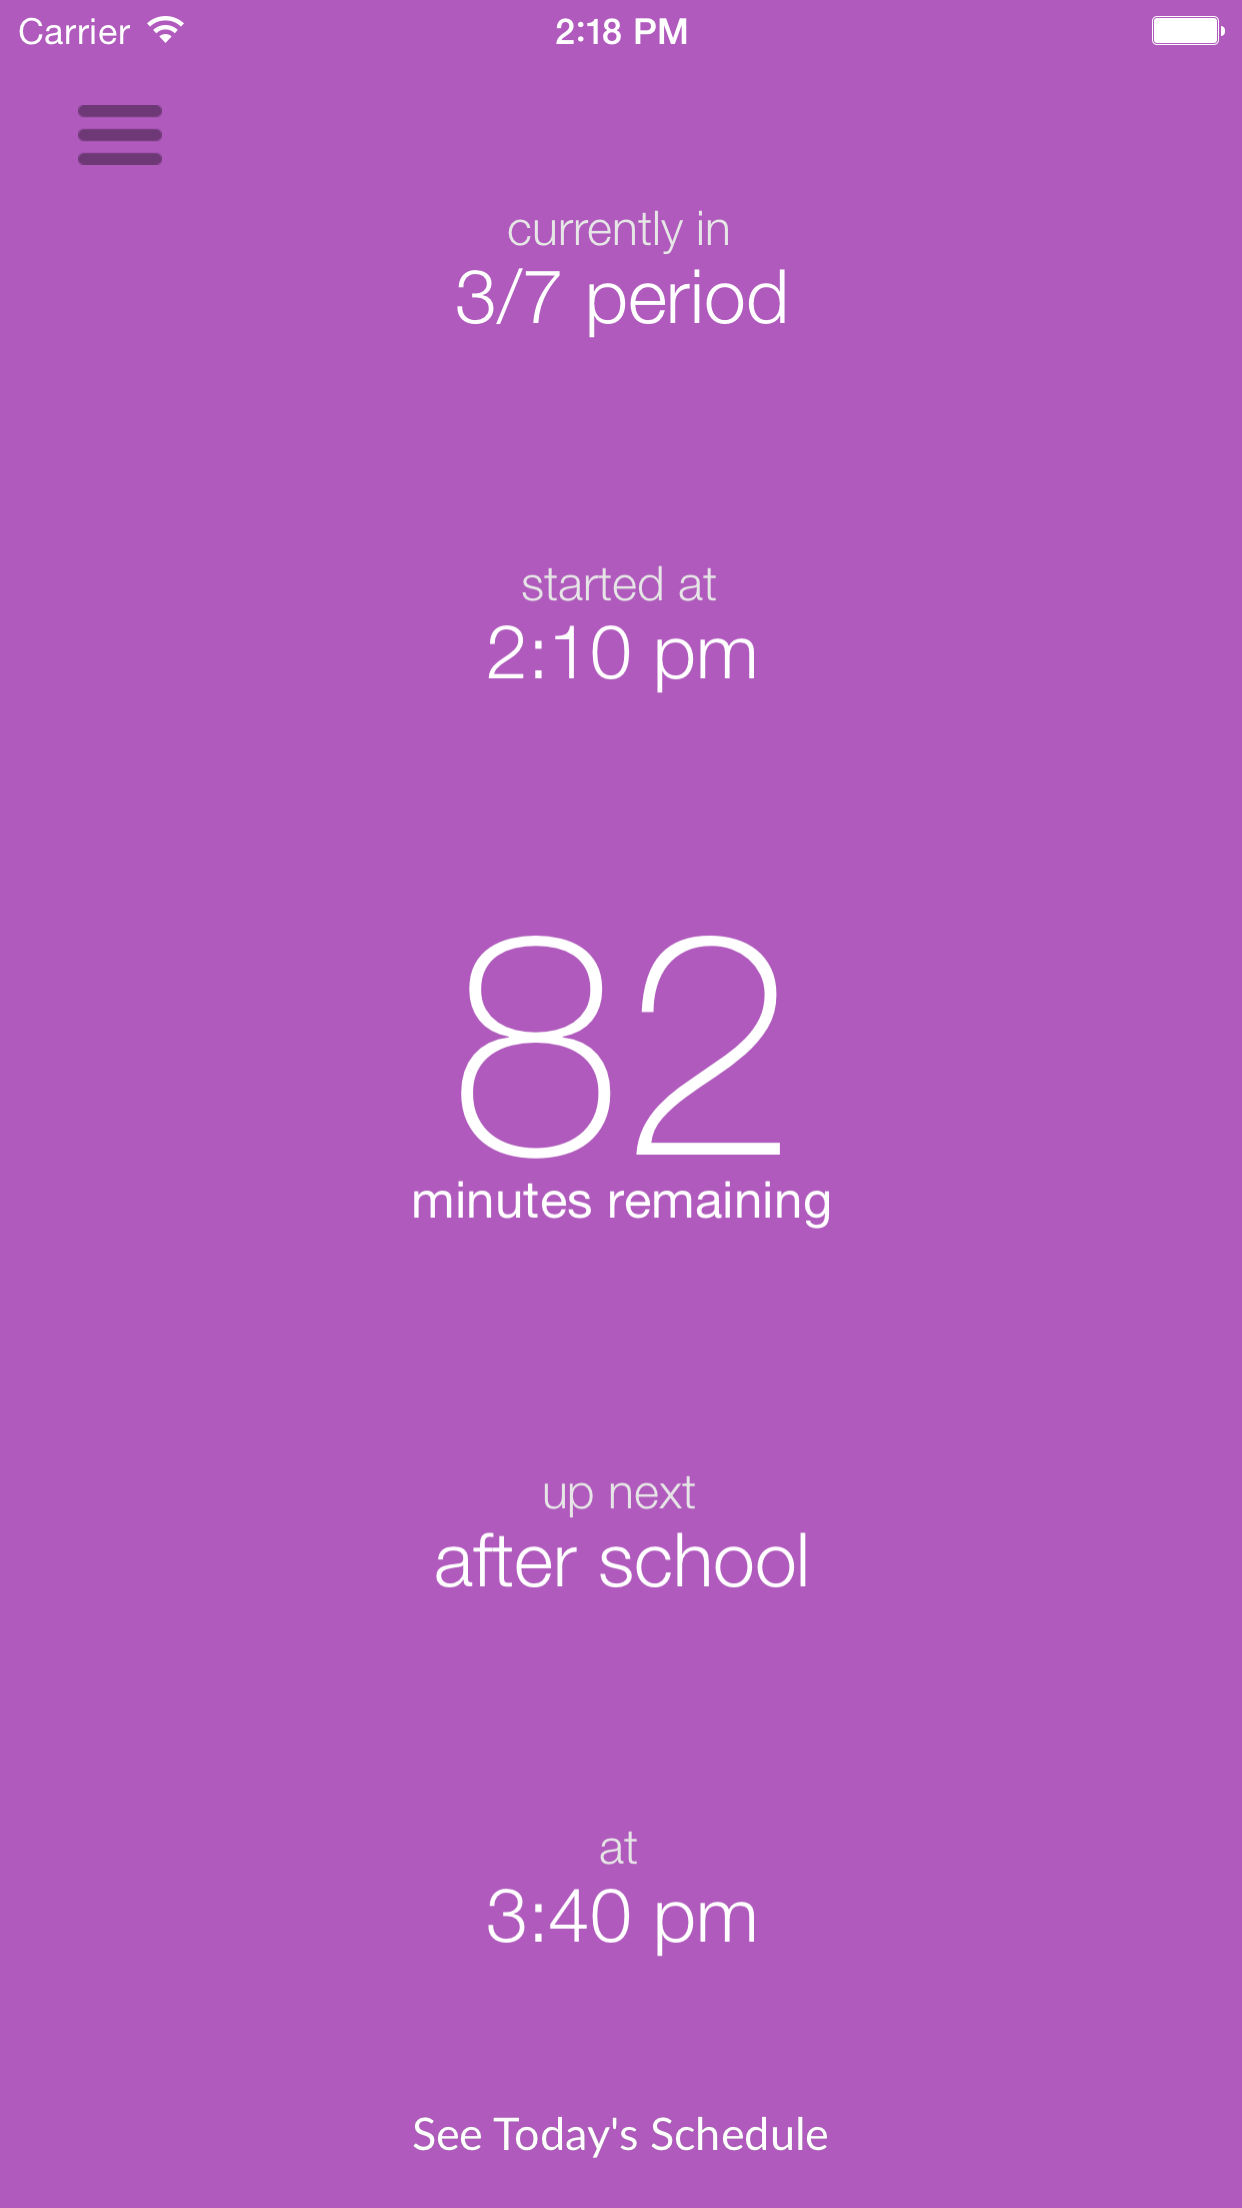 Carrier 2:18 PM
currently in
3/7 period
started at
2:10 pm
82
minutes remaining
up next
after school
at
3:40 pm
See Today's Schedule